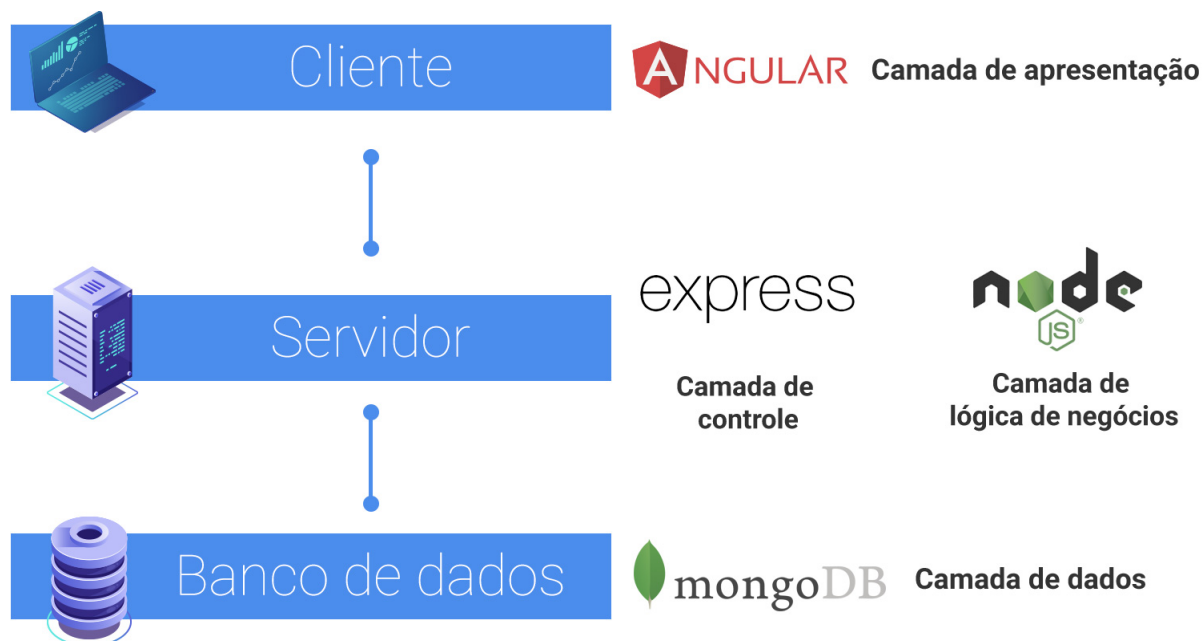 Cliente
ANGULAR Camada de apresentação
Servidor
express
Camada de
controle
node
JS
Camada de
lógica de negócios
Banco de dados
mongoDB Camada de dados